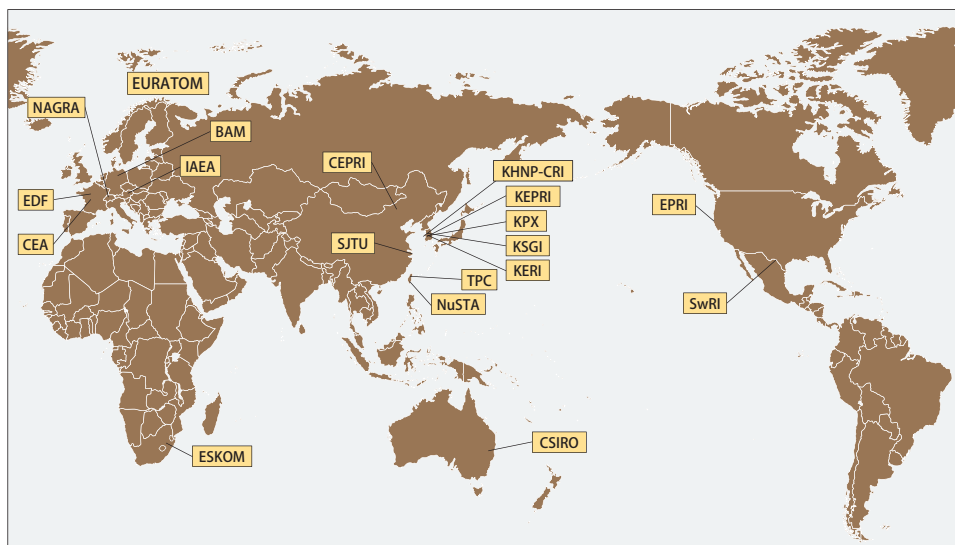 EURATOM
NAGRA
BAM
IAEA
CEPRI
KHNP-CRI
KEPRI
EDF
EPRI
KPX
CEA
SJTU
KSGI
KERI
TPC
NuSTA
SwRI
CSIRO
ESKOM